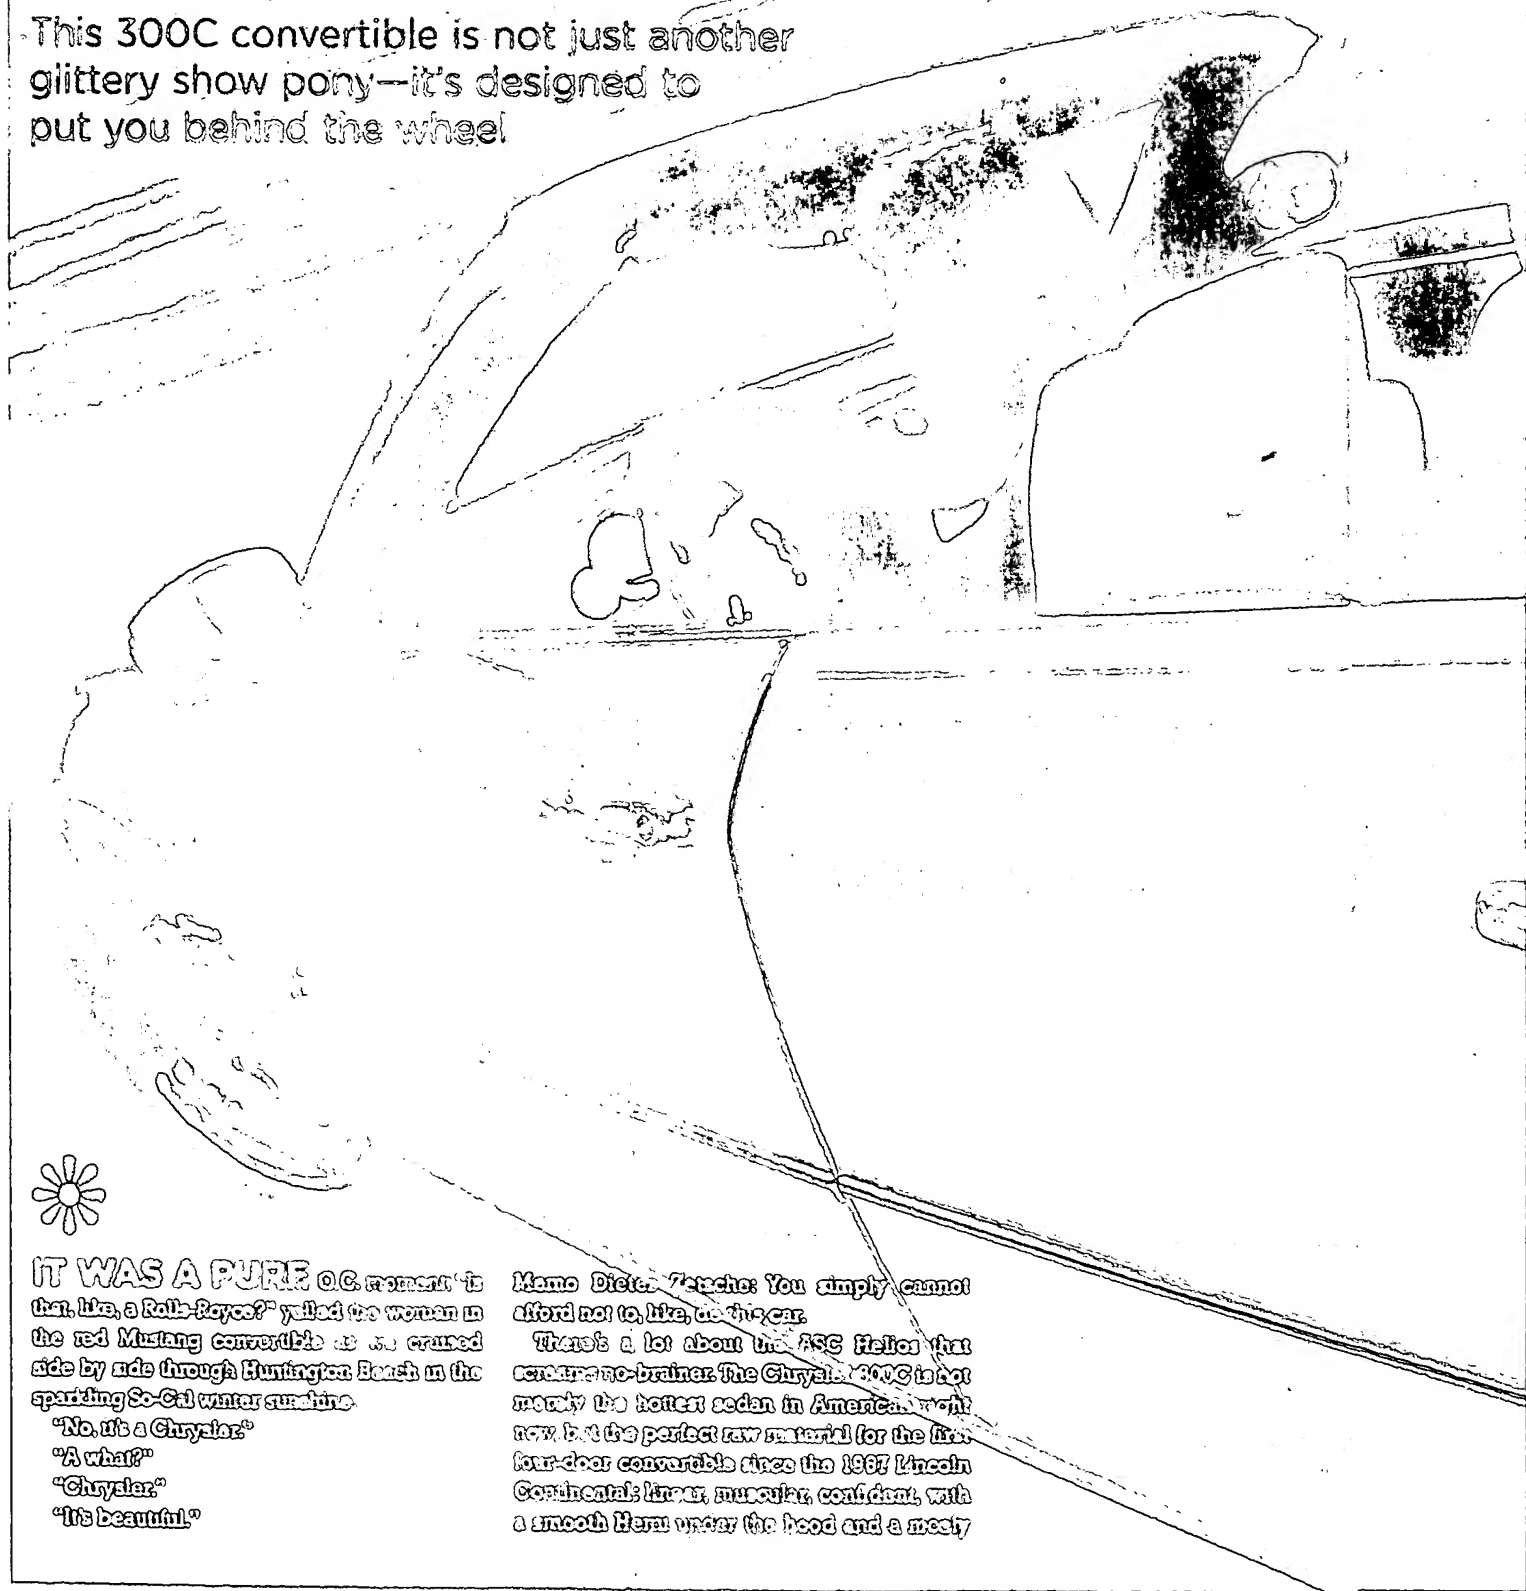 This 300C convertible is not just another
glittery show pony—it's designed to
put you behind the wheel
IT WAS A PURE O.C. moment: "Is
that, like, a Rolls-Royce?" yelled the woman in
the red Mustang convertible as we cruised
side by side through Huntington Beach in the
sparkling So-Cal winter sunshine.
"No, it's a Chrysler."
"A what?"
"Chrysler."
"It's beautiful."
Memo Dieter Zetsche: You simply cannot
afford not to, like, do this car.
There's a lot about the ASC Helios that
screams no-brainer. The Chrysler 300C is not
merely the hottest sedan in America right
now, but the perfect raw material for the first
four-door convertible since the 1967 Lincoln
Continental: linear, muscular, confident, with
a smooth Hemi under the hood and a mostly